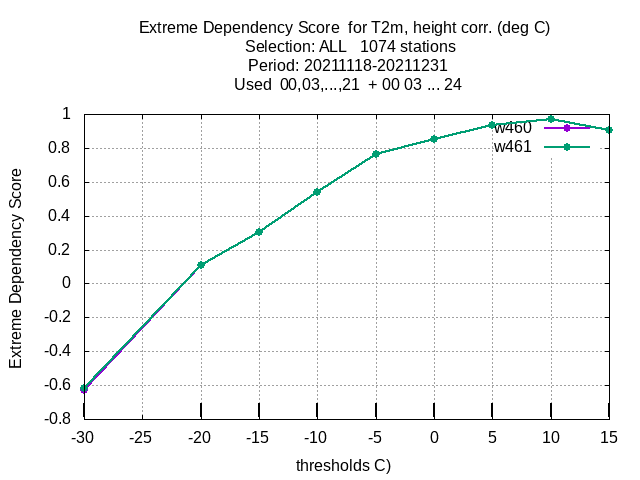 Extreme Dependency Score  for T2m, height corr. (deg C)
Selection: ALL   1074 stations
Period: 20211118-20211231
Used  00,03,...,21  + 00 03 ... 24
Extreme Dependency Score
1
0.8
0.6
0.4
0.2
0
-0.2
-0.4
-0.6
-0.8
w460
w461
-30 -25 -20 -15 -10 -5 0 5 10 15
thresholds C)